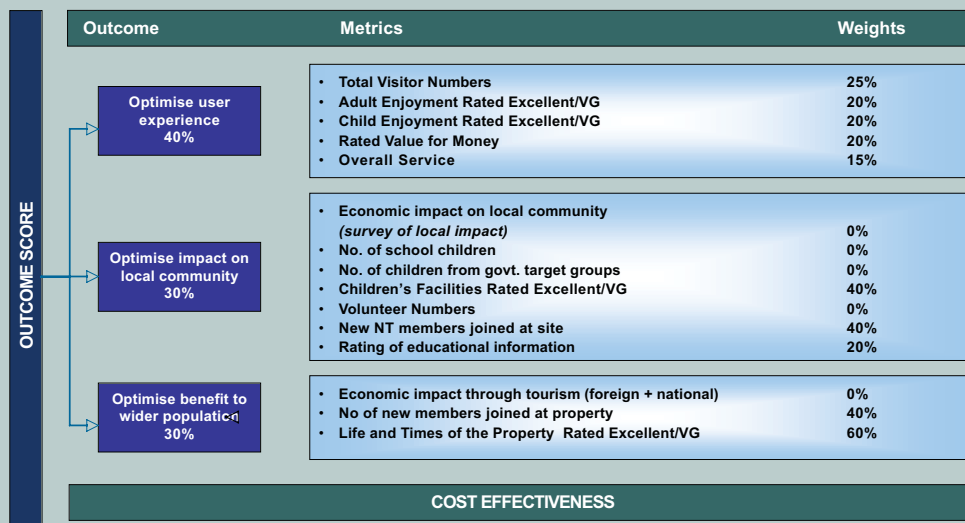 Outcome Metrics Weights
OUTCOME SCORE
Optimise user
experience
40%
• Total Visitor Numbers 25%
• Adult Enjoyment Rated Excellent/VG 20%
• Child Enjoyment Rated Excellent/VG 20%
• Rated Value for Money 20%
• Overall Service 15%
Optimise impact on
local community
30%
• Economic impact on local community
(survey of local impact) 0%
• No. of school children 0%
• No. of children from govt. target groups 0%
• Children's Facilities Rated Excellent/VG 40%
• Volunteer Numbers 0%
• New NT members joined at site 40%
• Rating of educational information 20%
Optimise benefit to
wider population
30%
• Economic impact through tourism (foreign + national) 0%
• No of new members joined at property 40%
• Life and Times of the Property Rated Excellent/VG 60%
COST EFFECTIVENESS